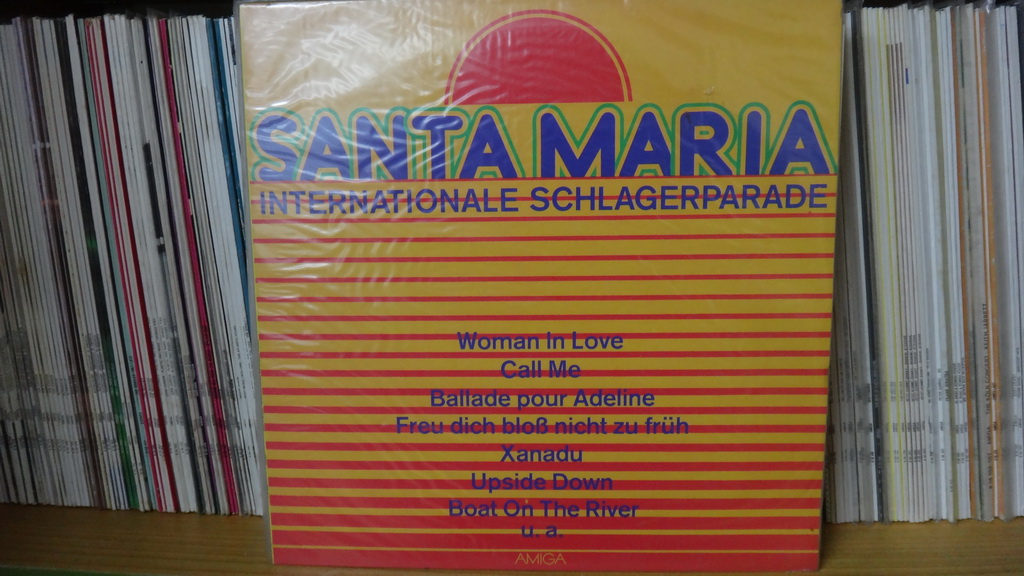 SANTA MARIA
INTERNATIONALE SCHLAGERPARADE
Woman In Love
Call Me
Ballade pour Adeline
Freu dich bloß nicht zu früh
Xanadu
Upside Down
Boat On The River
u. a.
AMIGA